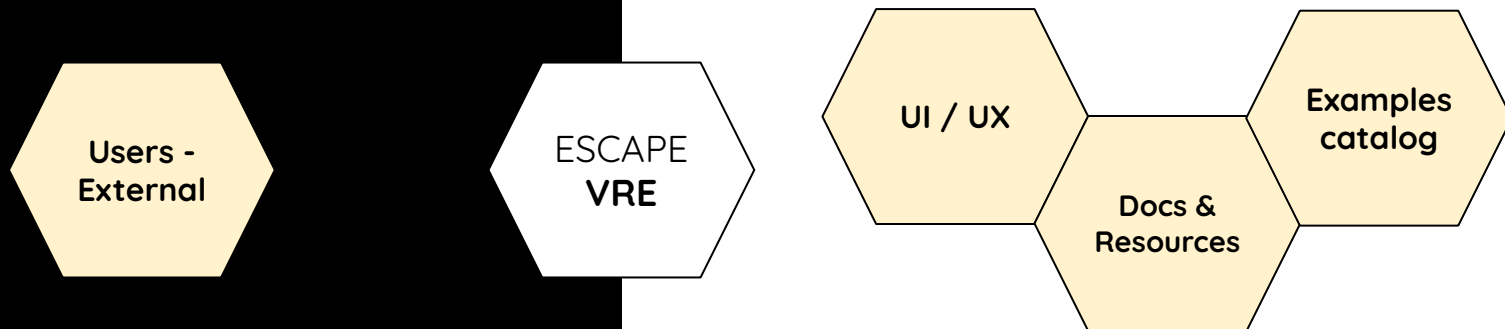 Users -
External
ESCAPE
VRE
UI / UX
Docs &
Resources
Examples
catalog